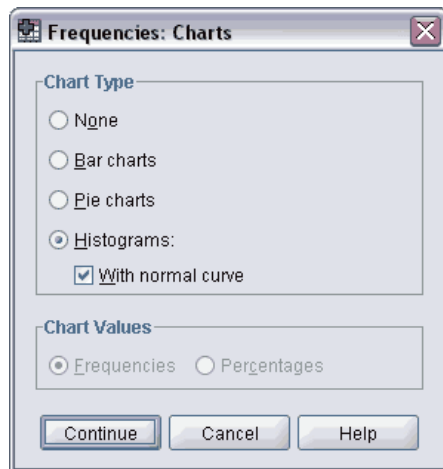 Frequencies: Charts
Chart Type
None
Bar charts
Pie charts
Histograms:
With normal curve
Chart Values
Frequencies Percentages
Continue Cancel Help